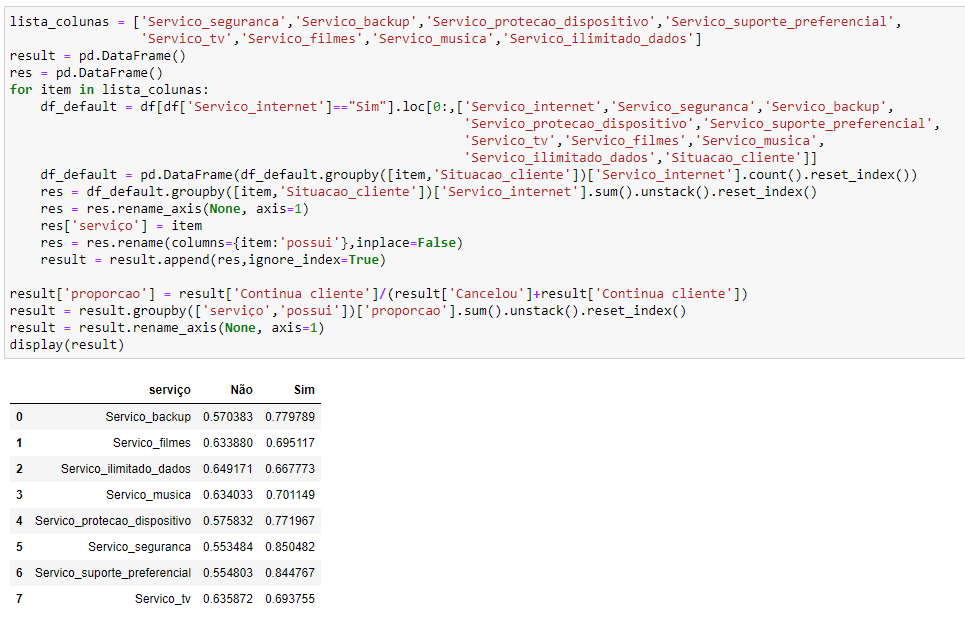 lista_colunas = ['Servico_seguranca','Servico_backup','Servico_protecao_dispositivo','Servico_suporte_preferencial',
                 'Servico_tv','Servico_filmes','Servico_musica','Servico_ilimitado_dados']
result = pd.DataFrame()
res = pd.DataFrame()
for item in lista_colunas:
    df_default = df[df['Servico_internet']=="Sim"].loc[0:,['Servico_internet','Servico_seguranca','Servico_backup',
                                                           'Servico_protecao_dispositivo','Servico_suporte_preferencial',
                                                           'Servico_tv','Servico_filmes','Servico_musica',
                                                           'Servico_ilimitado_dados','Situacao_cliente']]
    df_default = pd.DataFrame(df_default.groupby([item,'Situacao_cliente'])['Servico_internet'].count().reset_index())
    res = df_default.groupby([item,'Situacao_cliente'])['Servico_internet'].sum().unstack().reset_index()
    res = res.rename_axis(None, axis=1)
    res['serviço'] = item
    res = res.rename(columns={item:'possui'},inplace=False)
    result = result.append(res,ignore_index=True)
result['proporcao'] = result['Continua cliente']/(result['Cancelou']+result['Continua cliente'])
result = result.groupby(['serviço','possui'])['proporcao'].sum().unstack().reset_index()
result = result.rename_axis(None, axis=1)
display(result)
serviço Não Sim
0 Servico_backup 0.570383 0.779789
1 Servico_filmes 0.633880 0.695117
2 Servico_ilimitado_dados 0.649171 0.667773
3 Servico_musica 0.634033 0.701149
4 Servico_protecao_dispositivo 0.575832 0.771967
5 Servico_seguranca 0.553484 0.850482
6 Servico_suporte_preferencial 0.554803 0.844767
7 Servico_tv 0.635872 0.693755